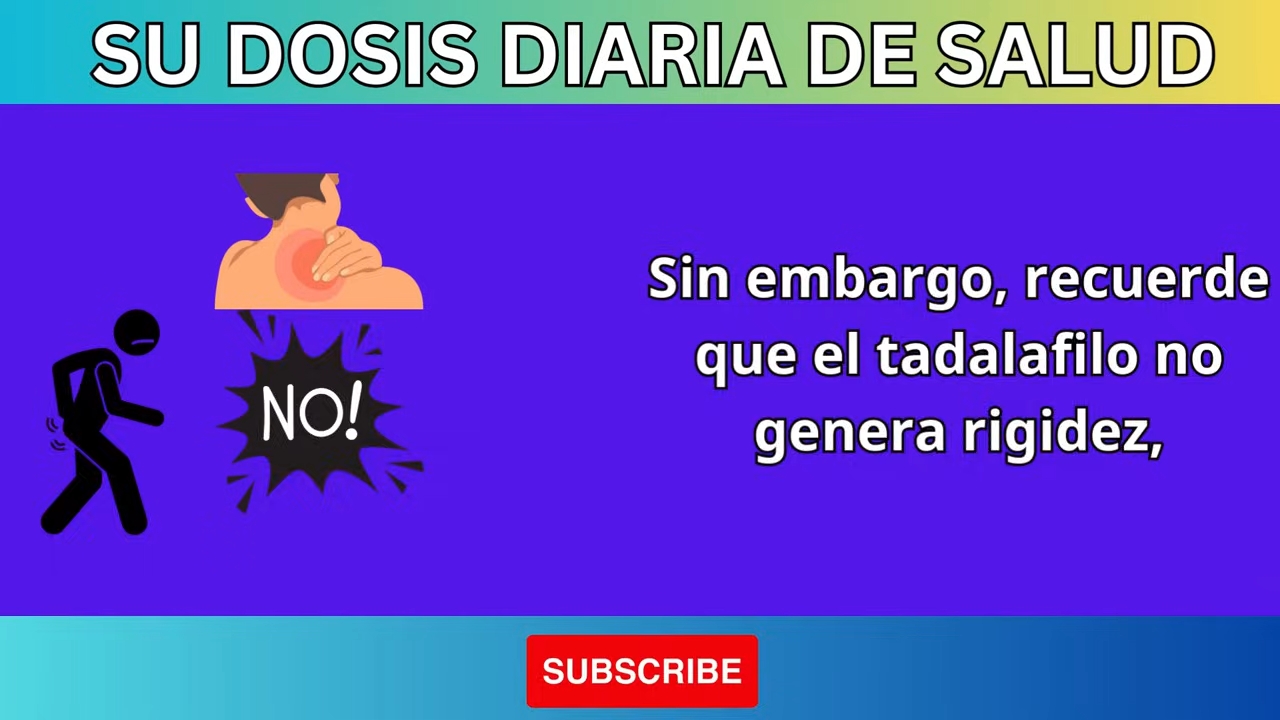 SU DOSIS DIARIA DE SALUD
NO!
Sin embargo, recuerde
que el tadalafilo no
genera rigidez,
SUBSCRIBE